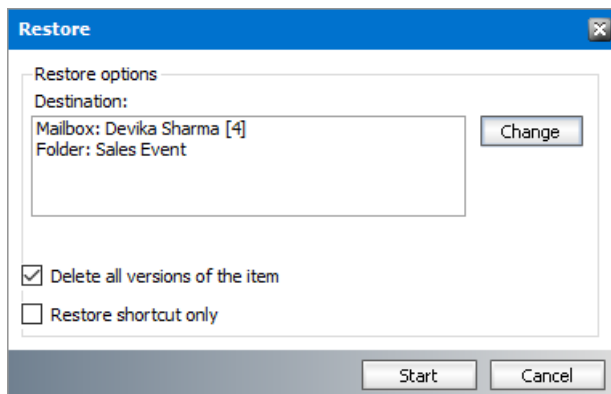 Restore
Restore options
Destination:
Mailbox: Devika Sharma [4]
Folder: Sales Event
Change
Delete all versions of the item
Restore shortcut only
Start
Cancel